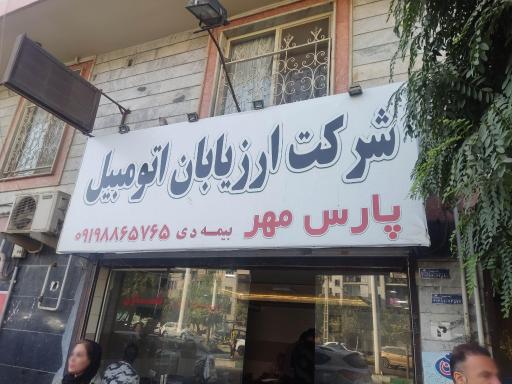 شرکت ارزیابان اتومبیل
پارس مهر بیمه دی ۰۹۱۹۸۸۶۵۷۶۵